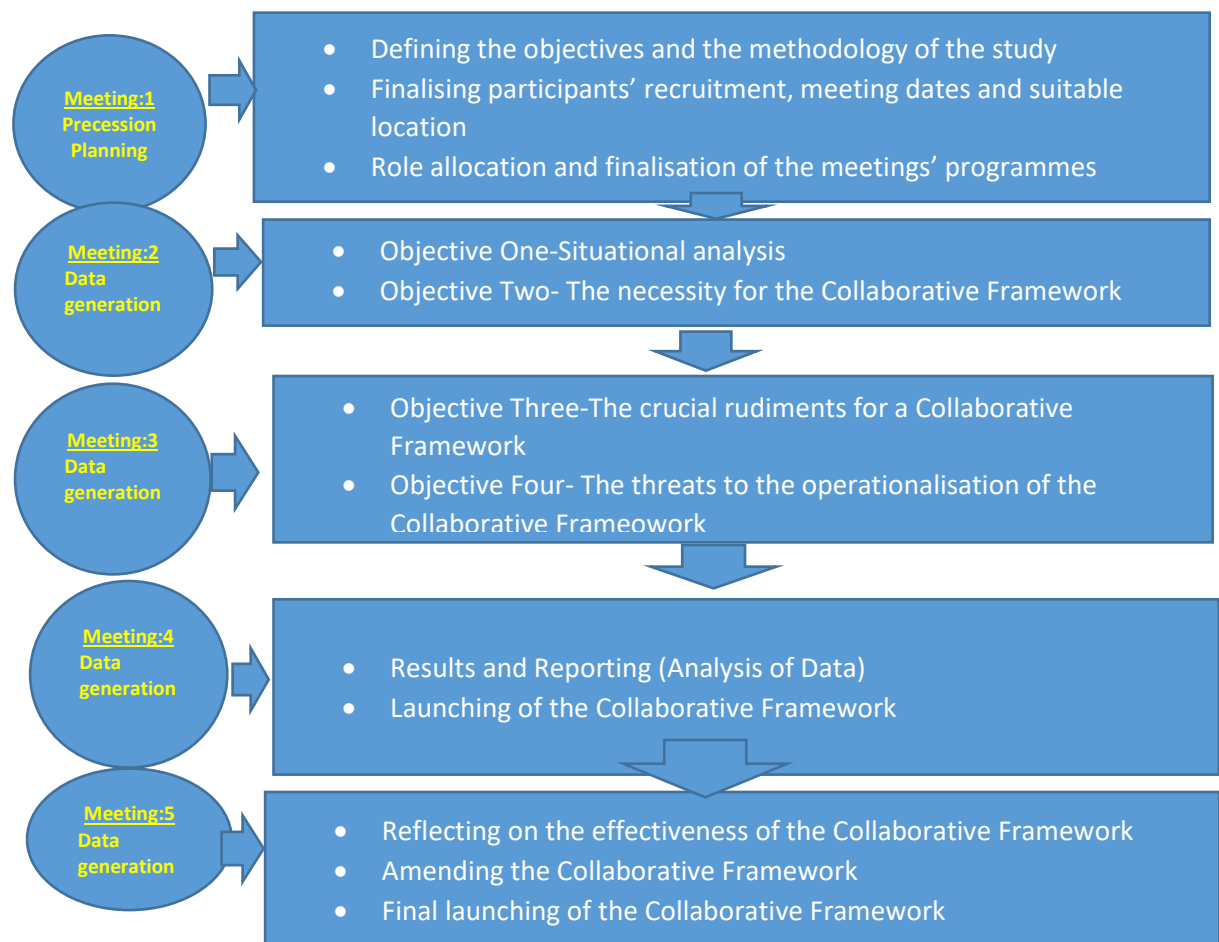 Meeting:1
Precession
Planning
• Defining the objectives and the methodology of the study
• Finalising participants’ recruitment, meeting dates and suitable
location
• Role allocation and finalisation of the meetings’ programmes
Meeting:2
Data
generation
• Objective One-Situational analysis
• Objective Two- The necessity for the Collaborative Framework
Meeting:3
Data
generation
• Objective Three-The crucial rudiments for a Collaborative
Framework
• Objective Four- The threats to the operationalisation of the
Collaborative Frameowork
Meeting:4
Data
generation
• Results and Reporting (Analysis of Data)
• Launching of the Collaborative Framework
Meeting:5
Data
generation
• Reflecting on the effectiveness of the Collaborative Framework
• Amending the Collaborative Framework
• Final launching of the Collaborative Framework